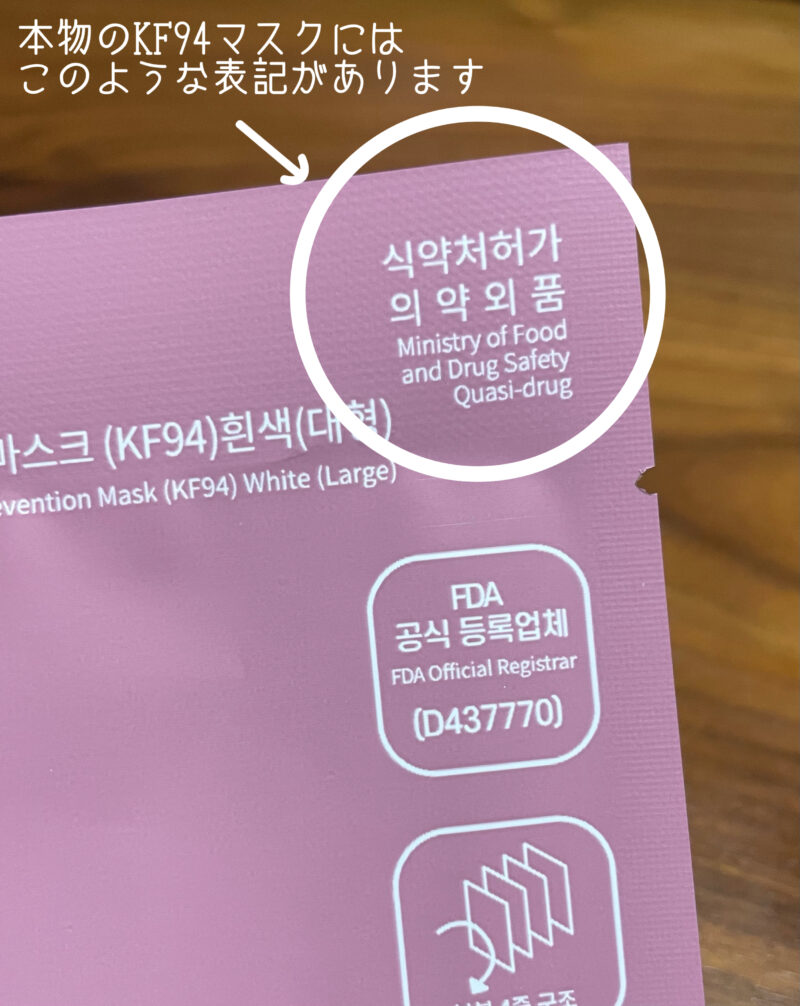 本物のKF94マスクには
このような表記があります
식약처허가
의약외품
Ministry of Food
and Drug Safety
Quasi-drug
마스크 (KF94)흰색(대형)
evention Mask (KF94) White (Large)
FDA
공식 등록업체
FDA Official Registrar
(D437770)